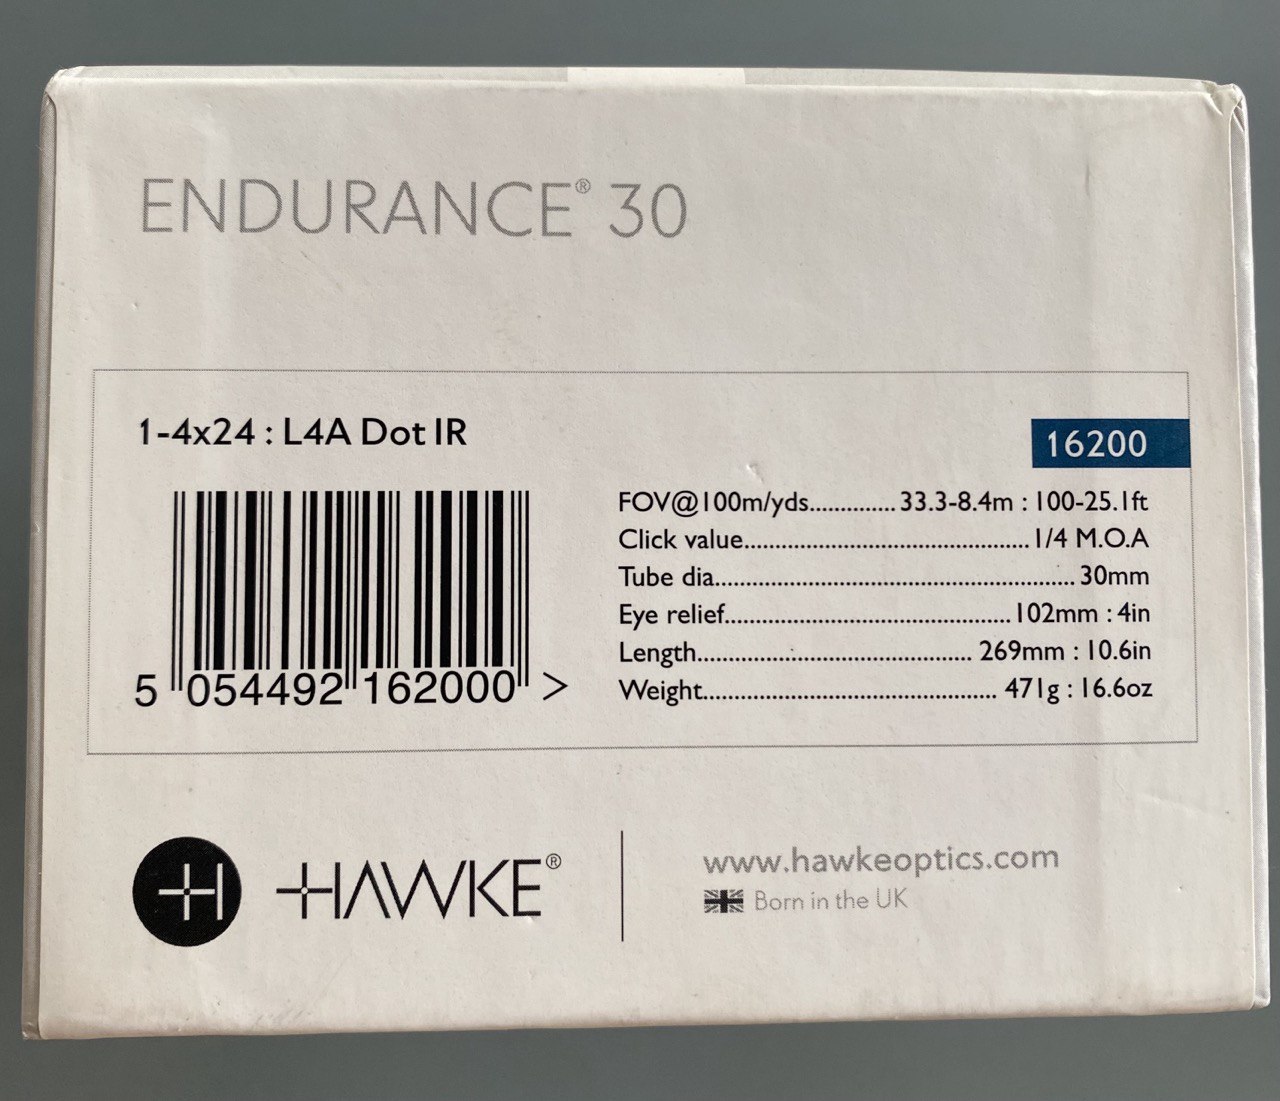 ENDURANCE® 30
1-4x24 : L4A Dot IR
16200
FOV@100m/yds.............. 33.3-8.4m : 100-25.1ft
Click value.............................................. 1/4 M.O.A
Tube dia......................................................... 30mm
Eye relief.............................................. 102mm : 4in
Length............................................. 269mm : 10.6in
Weight................................................ 471g : 16.6oz
5 054492 162000 >
HAWKE®
www.hawkeoptics.com
Born in the UK